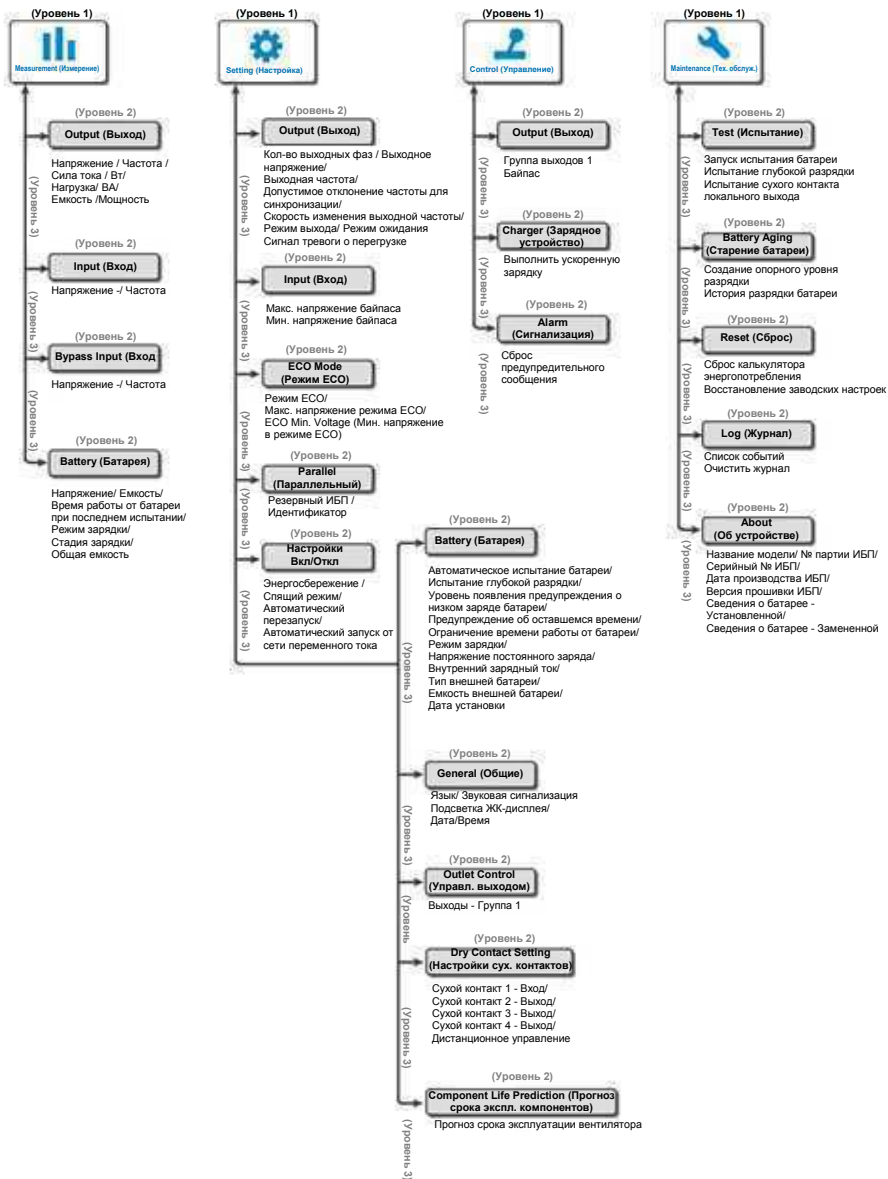 (Уровень 1)
Measurement (Измерение)
(Уровень 2)
Output (Выход)
(Уровень 3)
Напряжение / Частота /
Сила тока / Вт/
Нагрузка/ ВА/
Емкость /Мощность
(Уровень 2)
Input (Вход)
(Уровень 3)
Напряжение -/ Частота
(Уровень 2)
Bypass Input (Вход
(Уровень 3)
Напряжение -/ Частота
(Уровень 2)
Battery (Батарея)
Напряжение/ Емкость/
Время работы от батареи
при последнем испытании/
Режим зарядки/
Стадия зарядки/
Общая емкость
(Уровень 1)
Setting (Настройка)
(Уровень 2)
Output (Выход)
(Уровень 3)
Кол-во выходных фаз / Выходное
напряжение/
Выходная частота/
Допустимое отклонение частоты для
синхронизации/
Скорость изменения выходной частоты/
Режим выхода/ Режим ожидания
Сигнал тревоги о перегрузке
(Уровень 2)
Input (Вход)
(Уровень 3)
Макс. напряжение байпаса
Мин. напряжение байпаса
(Уровень 2)
ECO Mode
(Режим ECO)
(Уровень 3)
Режим ECO/
Макс. напряжение режима ECO/
ECO Min. Voltage (Мин. напряжение
в режиме ECO)
(Уровень 2)
Parallel
(Параллельный)
(Уровень 3)
Резервный ИБП /
Идентификатор
(Уровень 2)
Настройки
Вкл/Откл
(Уровень 3)
Энергосбережение /
Спящий режим/
Автоматический
перезапуск/
Автоматический запуск от
сети переменного тока
(Уровень 2)
Battery (Батарея)
(Уровень 3)
Автоматическое испытание батареи/
Испытание глубокой разрядки/
Уровень появления предупреждения о
низком заряде батареи/
Предупреждение об оставшемся времени/
Ограничение времени работы от батареи/
Режим зарядки/
Напряжение постоянного заряда/
Внутренний зарядный ток/
Тип внешней батареи/
Емкость внешней батареи/
Дата установки
(Уровень 2)
General (Общие)
(Уровень 3)
Язык/ Звуковая сигнализация
Подсветка ЖК-дисплея/
Дата/Время
(Уровень 2)
Outlet Control
(Управл. выходом)
(Уровень
Выходы - Группа 1
(Уровень 2)
Dry Contact Setting
(Настройки сух. контактов)
(Уровень 3)
Сухой контакт 1 - Вход/
Сухой контакт 2 - Выход/
Сухой контакт 3 - Выход/
Сухой контакт 4 - Выход/
Дистанционное управление
(Уровень 2)
Component Life Prediction (Прогноз
срока экспл. компонентов)
(Уровень 3)
Прогноз срока эксплуатации вентилятора
(Уровень 1)
Control (Управление)
(Уровень 2)
Output (Выход)
(Уровень 3)
Группа выходов 1
Байпас
(Уровень 2)
Charger (Зарядное
устройство)
(Уровень 3)
Выполнить ускоренную
зарядку
(Уровень 2)
Alarm
(Сигнализация)
(Уровень 3)
Сброс
предупредительного
сообщения
(Уровень 1)
Maintenance (Тех. обслуж.)
(Уровень 2)
Test (Испытание)
(Уровень 3)
Запуск испытания батареи
Испытание глубокой разрядки
Испытание сухого контакта
локального выхода
(Уровень 2)
Battery Aging
(Старение батареи)
(Уровень 3)
Создание опорного уровня
разрядки
История разрядки батареи
(Уровень 2)
Reset (Сброс)
(Уровень 3)
Сброс калькулятора
энергопотребления
Восстановление заводских настроек
(Уровень 2)
Log (Журнал)
(Уровень 3)
Список событий
Очистить журнал
(Уровень 2)
About
(Об устройстве)
(Уровень 3)
Название модели/ № партии ИБП/
Серийный № ИБП/
Дата производства ИБП/
Версия прошивки ИБП/
Сведения о батарее -
Установленной/
Сведения о батарее - Замененной